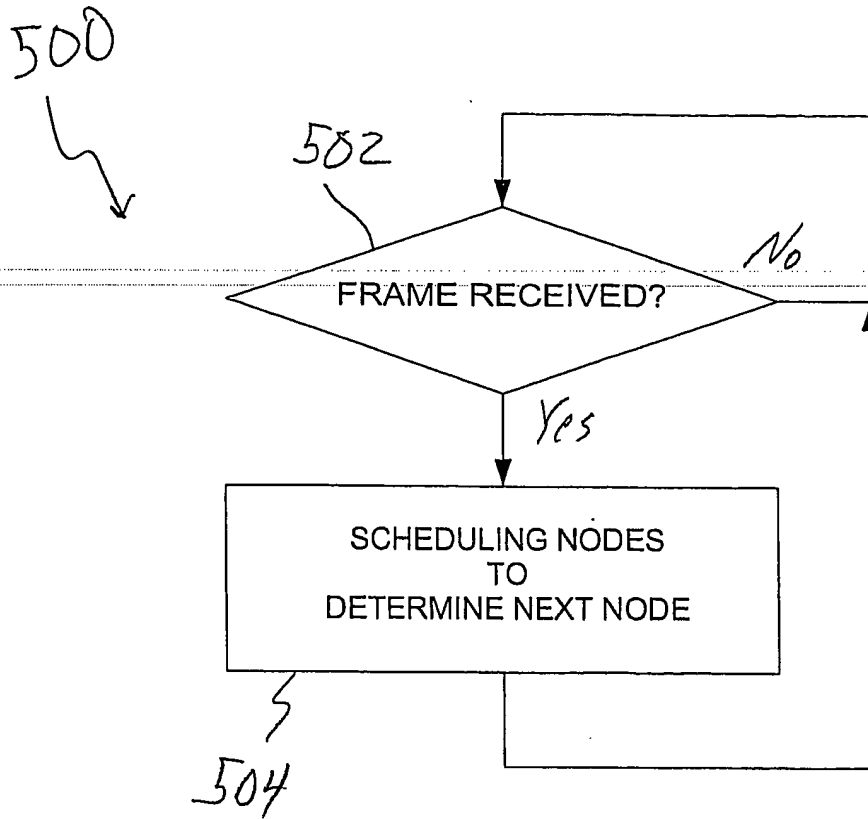 500
502
No
FRAME RECEIVED?
Yes
SCHEDULING NODES
TO
DETERMINE NEXT NODE
504